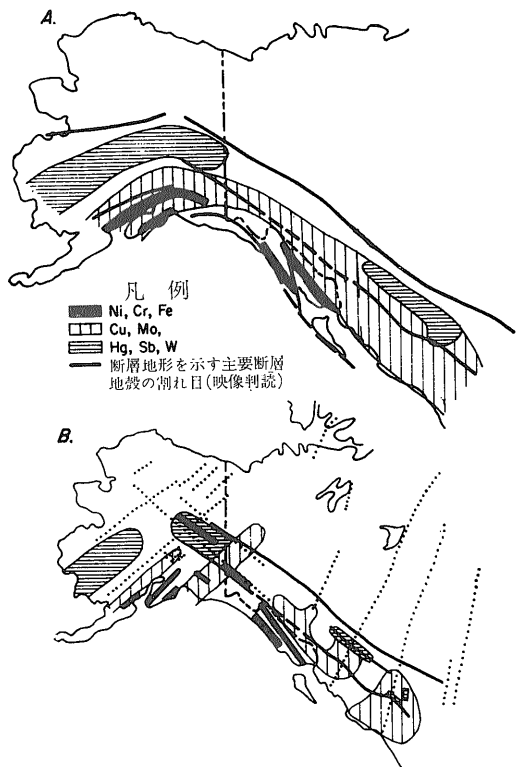 A.
凡例
Ni, Cr, Fe
Cu, Mo,
Hg, Sb, W
断層地形を示す主要断層
地殻の割れ目(映像判読)
B.